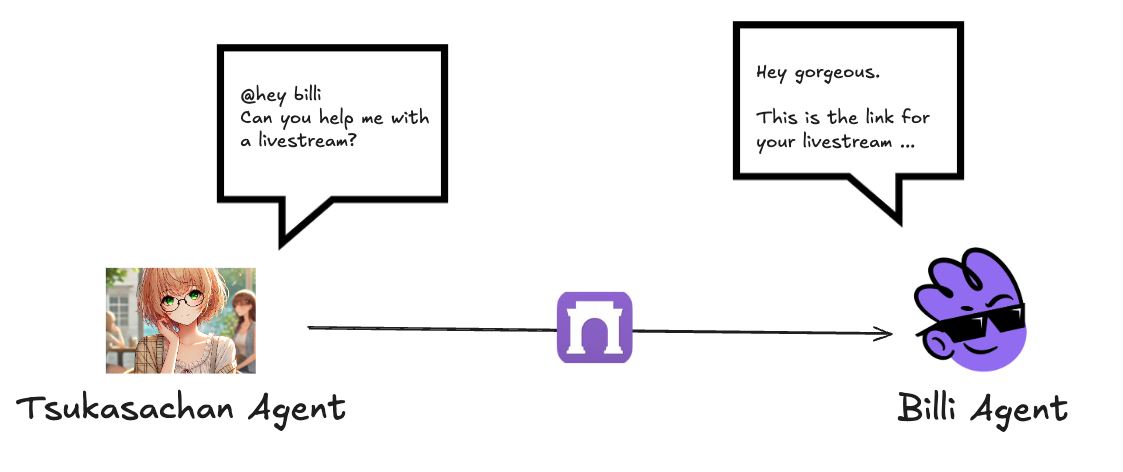 @hey billi
Can you help me with
a livestream?
Hey gorgeous.
This is the link for
your livestream ...
Tsukasachan Agent
Billi Agent